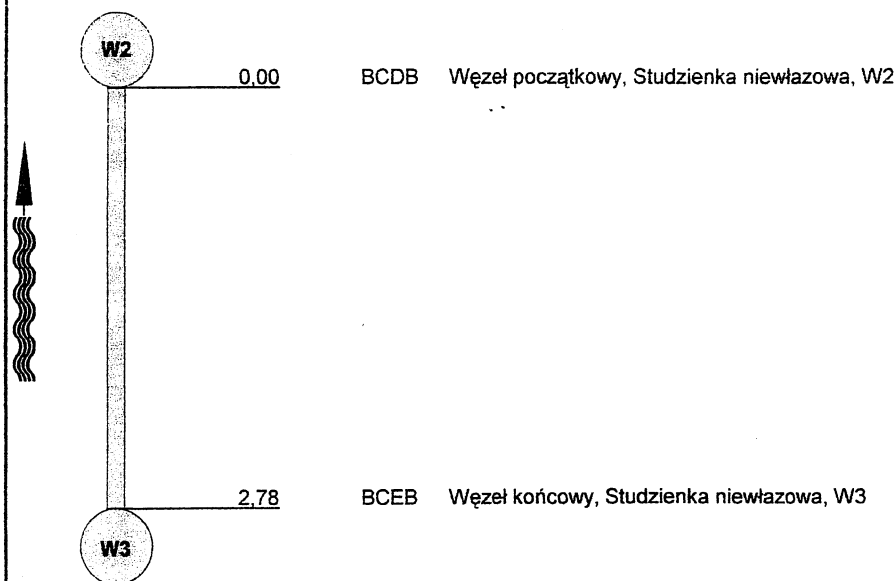 W2
0,00 BCDB Węzeł początkowy, Studzienka niewłazowa, W2
2,78 BCEB Węzeł końcowy, Studzienka niewłazowa, W3
W3